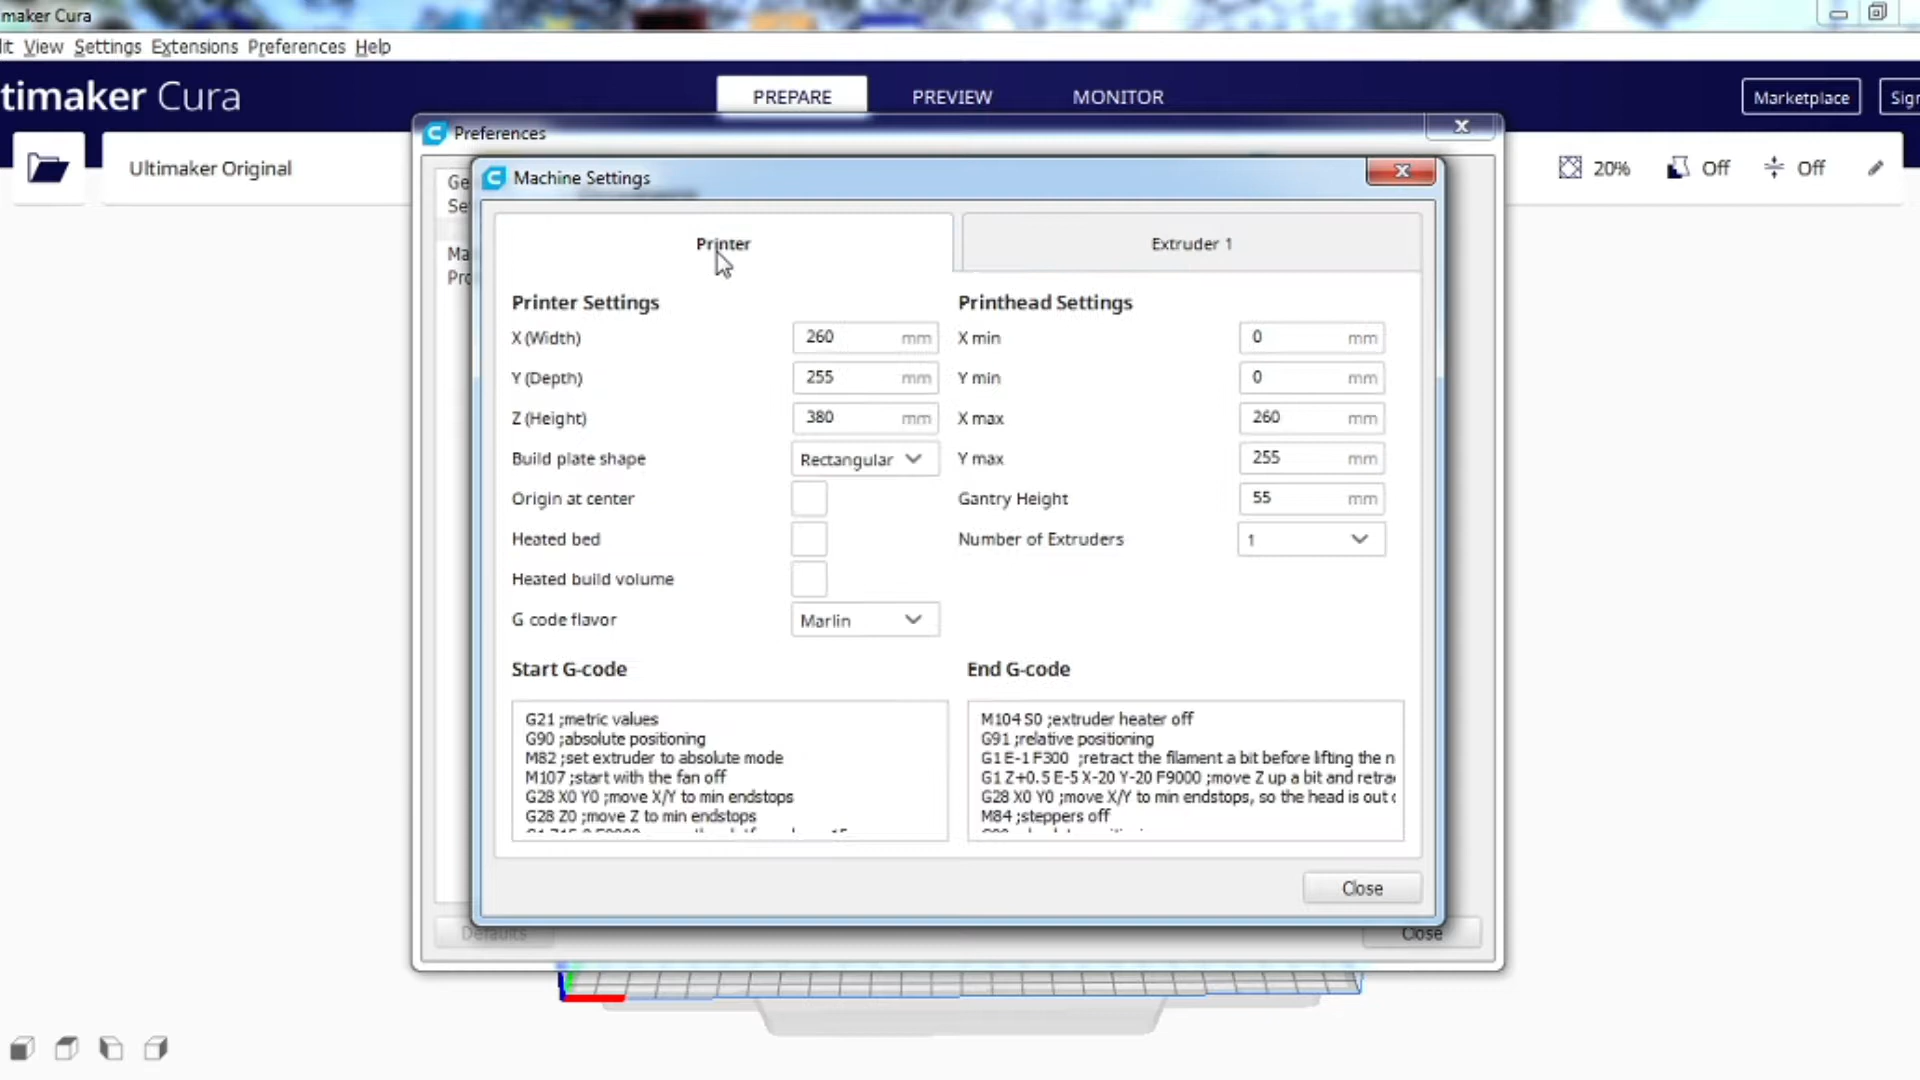 maker Cura
it View Settings Extensions Preferences Help
timaker Cura
PREPARE PREVIEW MONITOR
Marketplace Sign
Preferences
Ultimaker Original
20% Off Off
Machine Settings
Ge
Se
Ma
Printer Extruder 1
Printer Settings
X (Width) 260 mm
Y (Depth) 255 mm
Z (Height) 380 mm
Build plate shape Rectangular
Origin at center
Heated bed
Heated build volume
G code flavor Marlin
Printhead Settings
X min 0 mm
Y min 0 mm
X max 260 mm
Y max 255 mm
Gantry Height 55 mm
Number of Extruders 1
Start G-code
G21 ;metric values
G90 ;absolute positioning
M82 ;set extruder to absolute mode
M107 ;start with the fan off
G28 X0 Y0 ;move X/Y to min endstops
G28 Z0 ;move Z to min endstops
End G-code
M104 S0 ;extruder heater off
G91 ;relative positioning
G1 E-1 F300 ;retract the filament a bit before lifting the n
G1 Z+0.5 E-5 X-20 Y-20 F9000 ;move Z up a bit and retra
G28 X0 Y0 ;move X/Y to min endstops, so the head is out
M84 ;steppers off
Close
Defaults Close